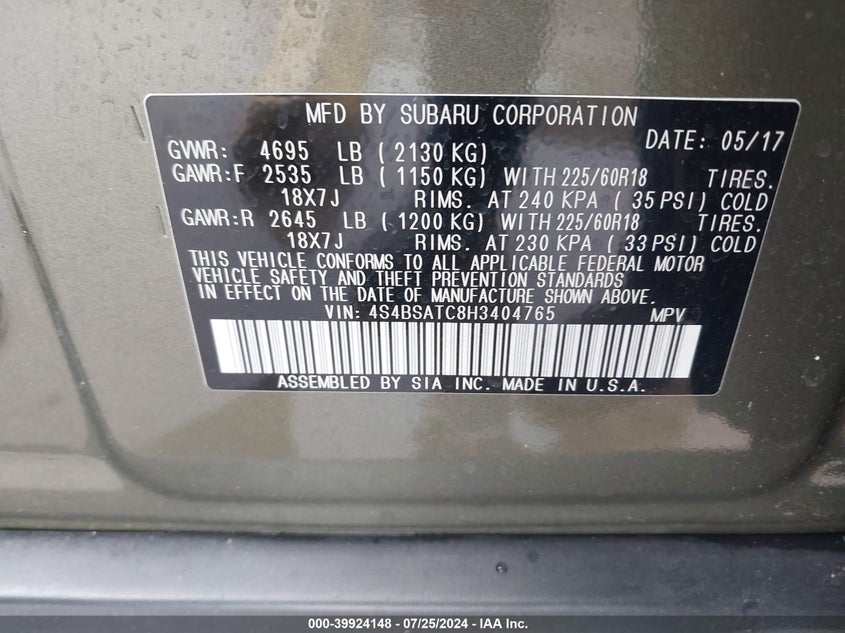 MFD BY SUBARU CORPORATION
DATE: 05/17
GVWR: 4695 LB ( 2130 KG)
GAWR:F 2535 LB ( 1150 KG) WITH 225/60R18 TIRES.
18X7J RIMS. AT 240 KPA ( 35 PSI) COLD
GAWR:R 2645 LB ( 1200 KG) WITH 225/60R18 TIRES.
18X7J RIMS. AT 230 KPA ( 33 PSI) COLD
THIS VEHICLE CONFORMS TO ALL APPLICABLE FEDERAL MOTOR
VEHICLE SAFETY AND THEFT PREVENTION STANDARDS
IN EFFECT ON THE DATE OF MANUFACTURE SHOWN ABOVE.
VIN: 4S4BSATC8H3404765 MPV
ASSEMBLED BY SIA INC. MADE IN U.S.A.
000-39924148 - 07/25/2024 - IAA Inc.